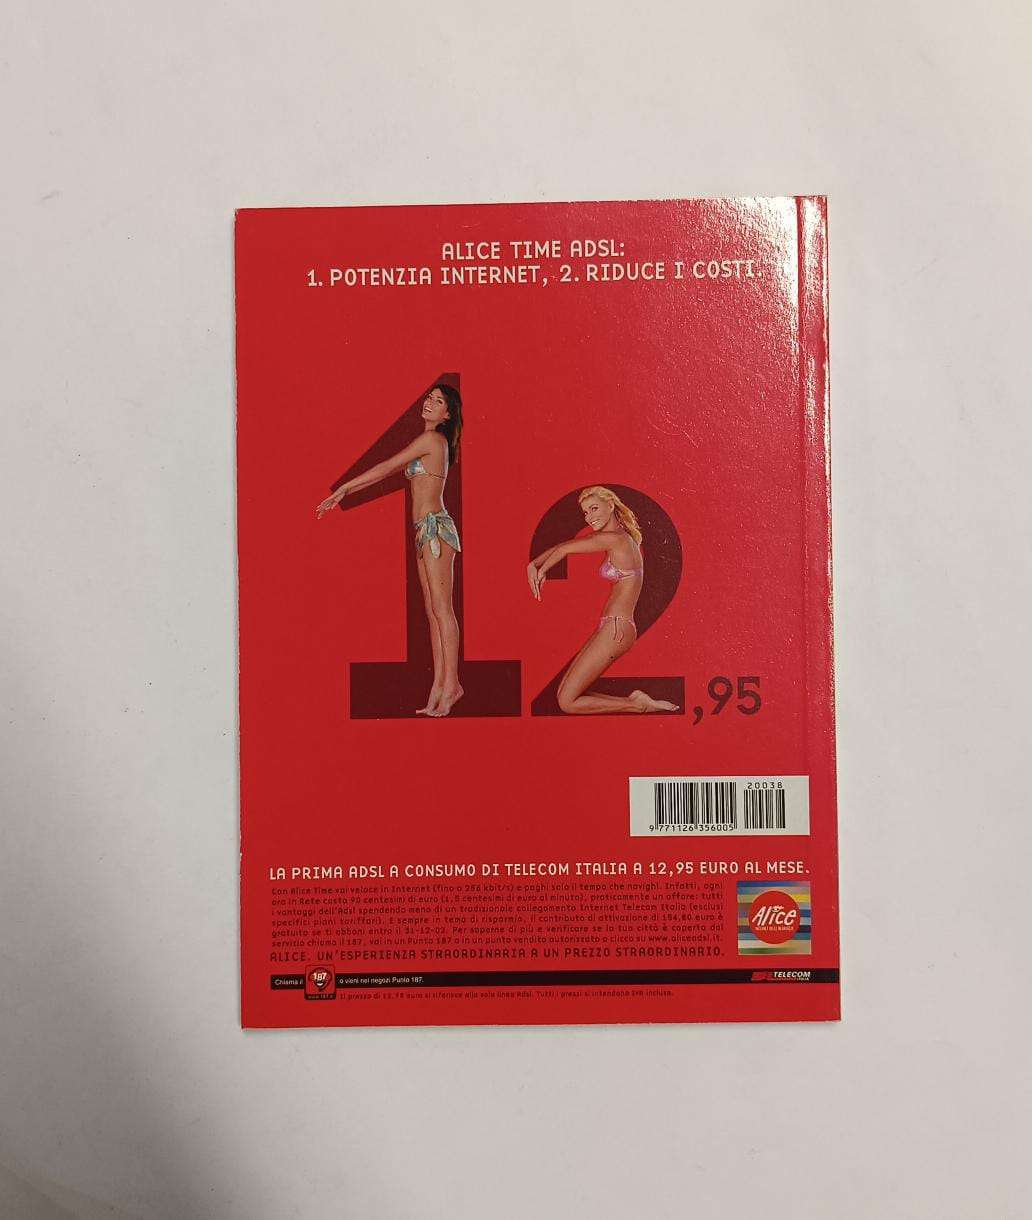 ALICE TIME ADSL:
1. POTENZIA INTERNET, 2. RIDUCE I COSTI.
12,95
20038
9 771126 356005
LA PRIMA ADSL A CONSUMO DI TELECOM ITALIA A 12,95 EURO AL MESE.
Con Alice Time vai veloce in Internet (fino a 256 kbit/s) e paghi solo il tempo che navighi. Infatti, ogni
ora in Rete costa 90 centesimi di euro (1,5 centesimi di euro al minuto), praticamente un affare: tutti
i vantaggi dell'Adsl spendendo meno di un tradizionale collegamento Internet Telecom Italia (esclusi
specifici piani tariffari). E sempre in tema di risparmio, il contributo di attivazione di 154,80 euro è
gratuito se ti abboni entro il 31-12-02. Per saperne di più e verificare se la tua città è coperta dal
servizio chiama il 187, vai in un Punto 187 o in un punto vendita autorizzato o clicca su www.aliceadsl.it.
ALICE. UN'ESPERIENZA STRAORDINARIA A UN PREZZO STRAORDINARIO.
Alice
Chiama il 187 o vieni nei negozi Punto 187.
TELECOM
ITALIA
Il prezzo di 12,95 euro si riferisce alla sola linea Adsl. Tutti i prezzi si intendono IVA inclusa.